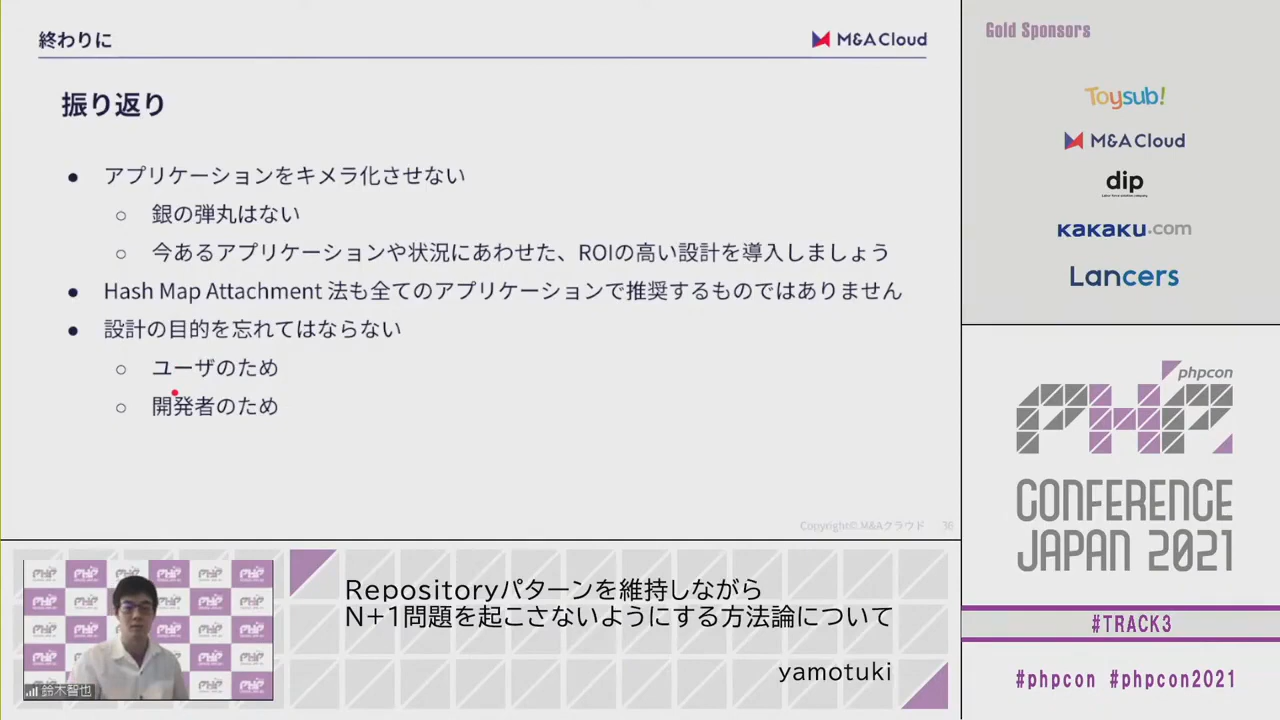 終わりに
M&A Cloud
振り返り
● アプリケーションをキメラ化させない
○ 銀の弾丸はない
○ 今あるアプリケーションや状況にあわせた、ROIの高い設計を導入しましょう
● Hash Map Attachment 法も全てのアプリケーションで推奨するものではありません
● 設計の目的を忘れてはならない
○ ユーザのため
○ 開発者のため
Copyright© M&Aクラウド
鈴木智也
Repositoryパターンを維持しながら
N+1問題を起こさないようにする方法論について
yamotuki
Gold Sponsors
Toysub!
M&A Cloud
dip
kakaku.com
Lancers
phpcon
PHP
CONFERENCE
JAPAN 2021
#TRACK3
#phpcon #phpcon2021